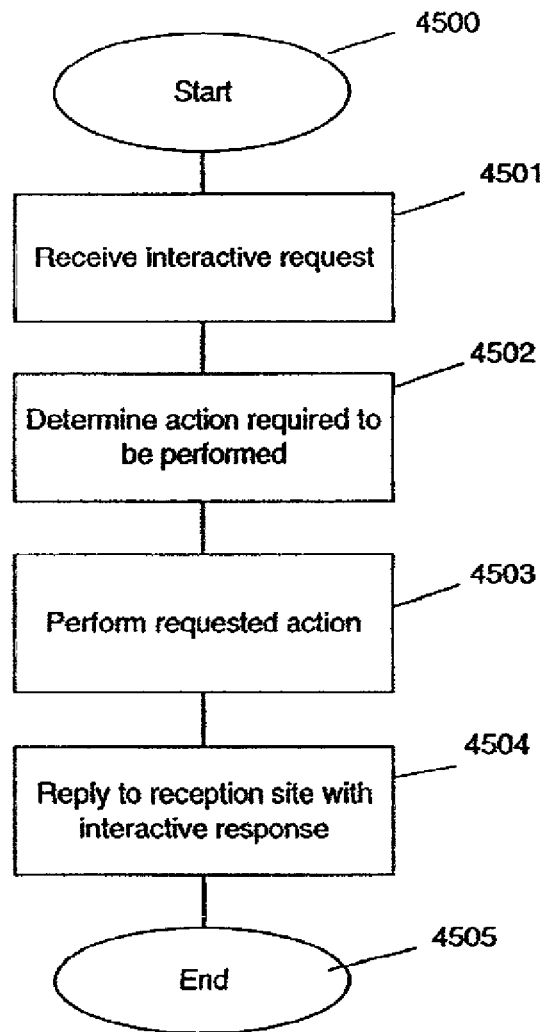 4500
Start
4501
Receive interactive request
4502
Determine action required to
be performed
4503
Perform requested action
4504
Reply to reception site with
interactive response
4505
End